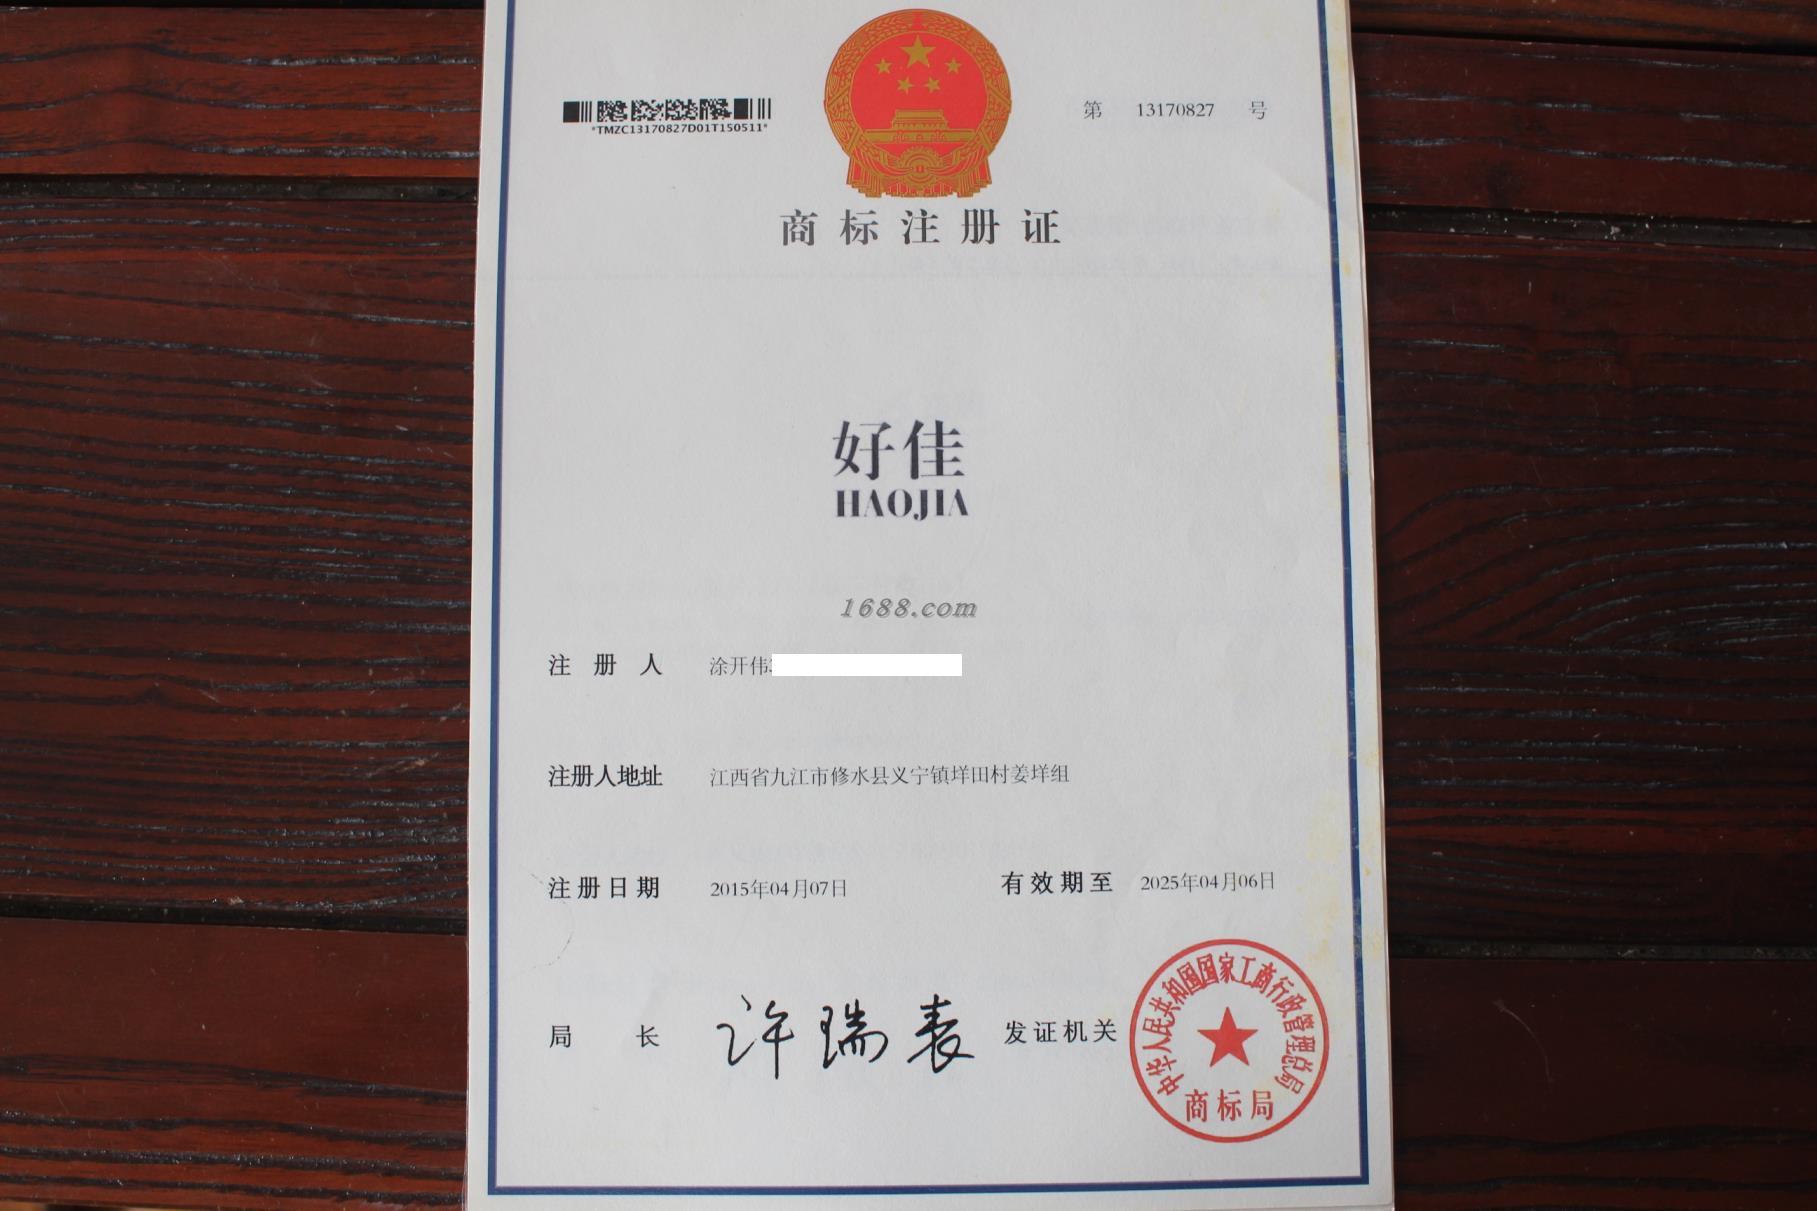 *TMZC13170827D01T150511*
第 13170827 号
商标注册证
好佳
HAOJIA
1688.com
注册人 涂开伟
注册人地址 江西省九江市修水县义宁镇垟田村姜垟组
注册日期 2015年04月07日 有效期至 2025年04月06日
局长 许瑞表 发证机关
中华人民共和国国家工商行政管理总局
商标局